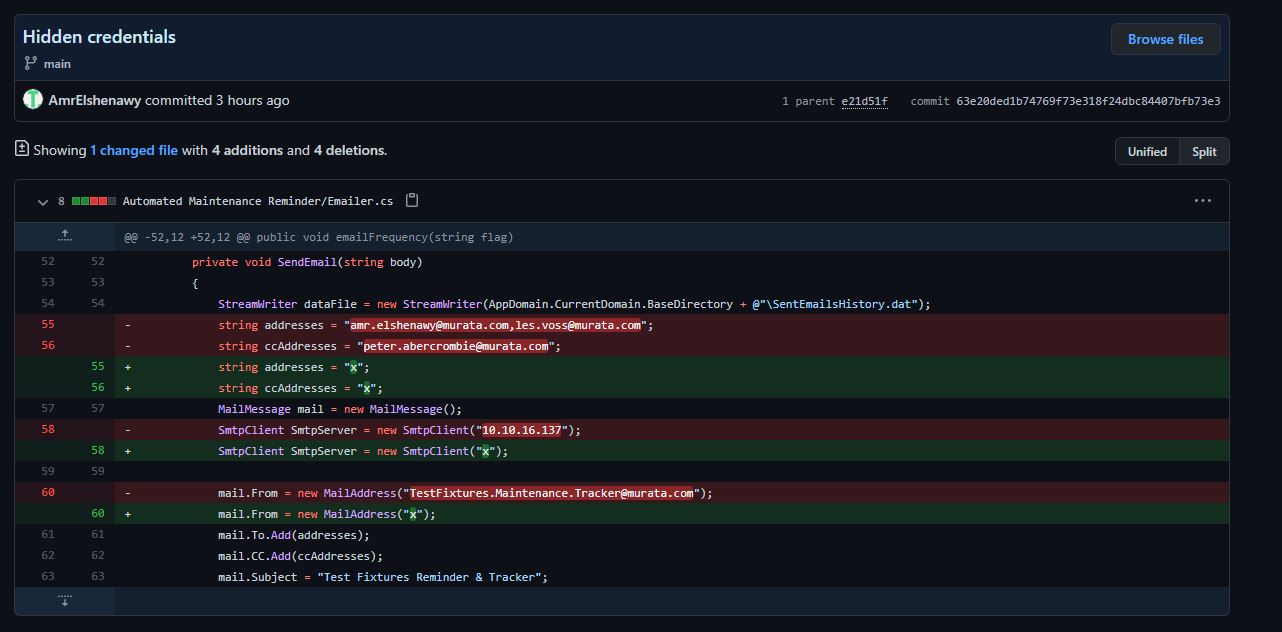 Hidden credentials
Browse files
main
AmrElshenawy committed 3 hours ago
1 parent e21d51f commit 63e20ded1b74769f73e318f24dbc84407bfb73e3
Showing 1 changed file with 4 additions and 4 deletions.
Unified Split
8 Automated Maintenance Reminder/Emailer.cs
@@ -52,12 +52,12 @@ public void emailFrequency(string flag)
52 52 private void SendEmail(string body)
53 53 {
54 54 StreamWriter dataFile = new StreamWriter(AppDomain.CurrentDomain.BaseDirectory + @"\SentEmailsHistory.dat");
55 - string addresses = "amr.elshenawy@murata.com,les.voss@murata.com";
56 - string ccAddresses = "peter.abercrombie@murata.com";
55 + string addresses = "x";
56 + string ccAddresses = "x";
57 57 MailMessage mail = new MailMessage();
58 - SmtpClient SmtpServer = new SmtpClient("10.10.16.137");
58 + SmtpClient SmtpServer = new SmtpClient("x");
59 59
60 - mail.From = new MailAddress("TestFixtures.Maintenance.Tracker@murata.com");
60 + mail.From = new MailAddress("x");
61 61 mail.To.Add(addresses);
62 62 mail.CC.Add(ccAddresses);
63 63 mail.Subject = "Test Fixtures Reminder & Tracker";